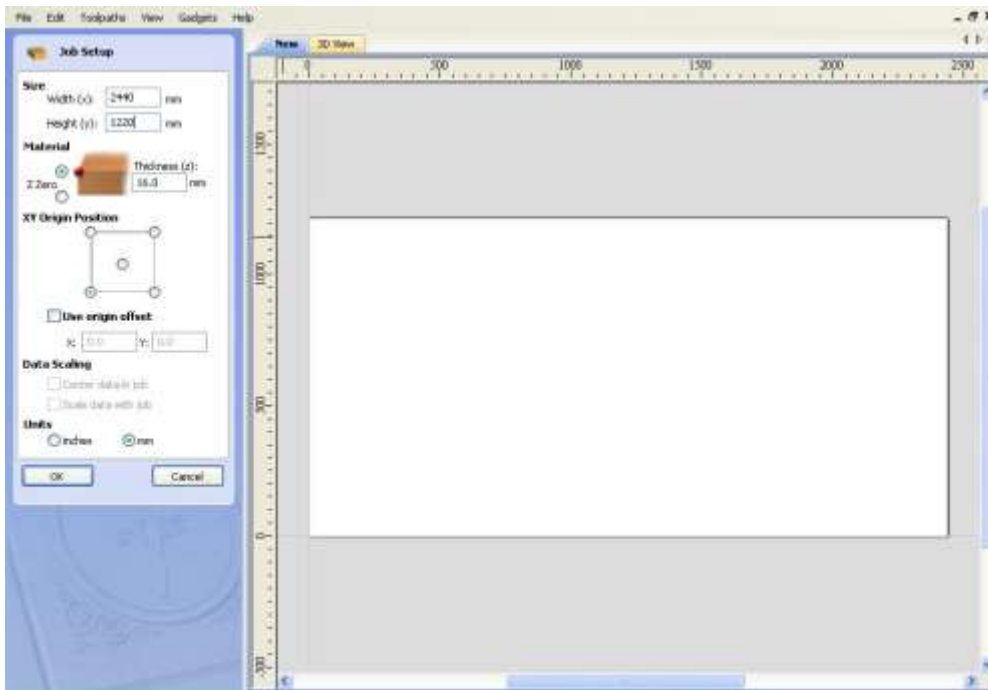 File Edit Toolpaths View Gadgets Help
Job Setup
Size
Width (x): 2440 mm
Height (y): 1220 mm
Material
Thickness (z):
Z Zero 16.0 mm
XY Origin Position
Use origin offset
X: 0.0 Y: 0.0
Data Scaling
Center data in job
Scale data with job
Units
inches mm
OK Cancel
New 3D View
0 500 1000 1500 2000 2500
1500
1000
500
0
-500